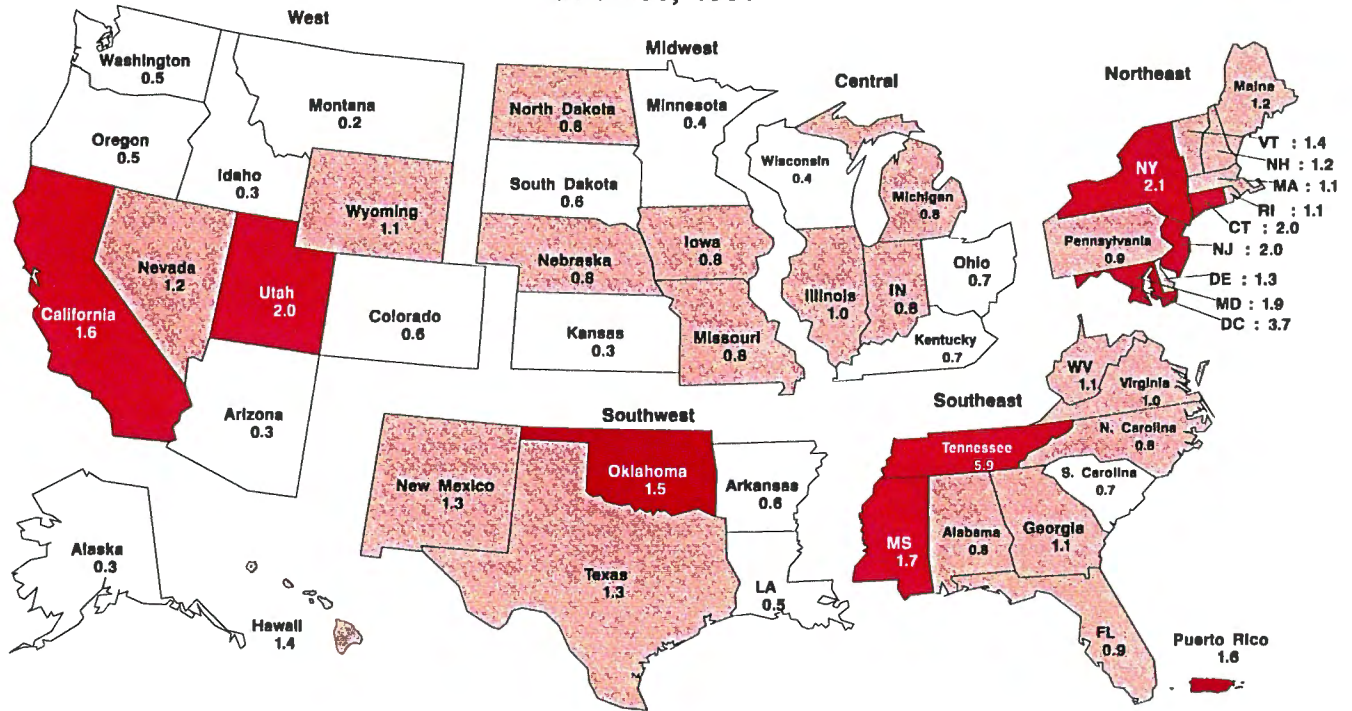 West
Washington
0.5
Montana
0.2
Oregon
0.5
Idaho
0.3
Wyoming
1.1
Nevada
1.2
Utah
2.0
California
1.6
Colorado
0.6
Arizona
0.3
Alaska
0.3
Hawaii
1.4
Midwest
North Dakota
0.8
Minnesota
0.4
South Dakota
0.6
Nebraska
0.8
Iowa
0.8
Kansas
0.3
Missouri
0.8
Central
Wisconsin
0.4
Michigan
0.8
Illinois
1.0
IN
0.8
Ohio
0.7
Kentucky
0.7
Northeast
Maine
1.2
VT : 1.4
NH : 1.2
MA : 1.1
RI : 1.1
CT : 2.0
NJ : 2.0
DE : 1.3
MD : 1.9
DC : 3.7
NY
2.1
Pennsylvania
0.9
Southwest
New Mexico
1.3
Oklahoma
1.5
Arkansas
0.6
Texas
1.3
LA
0.5
Southeast
WV
1.1
Virginia
1.0
Tennessee
5.9
N. Carolina
0.8
S. Carolina
0.7
MS
1.7
Alabama
0.8
Georgia
1.1
FL
0.9
Puerto Rico
1.6